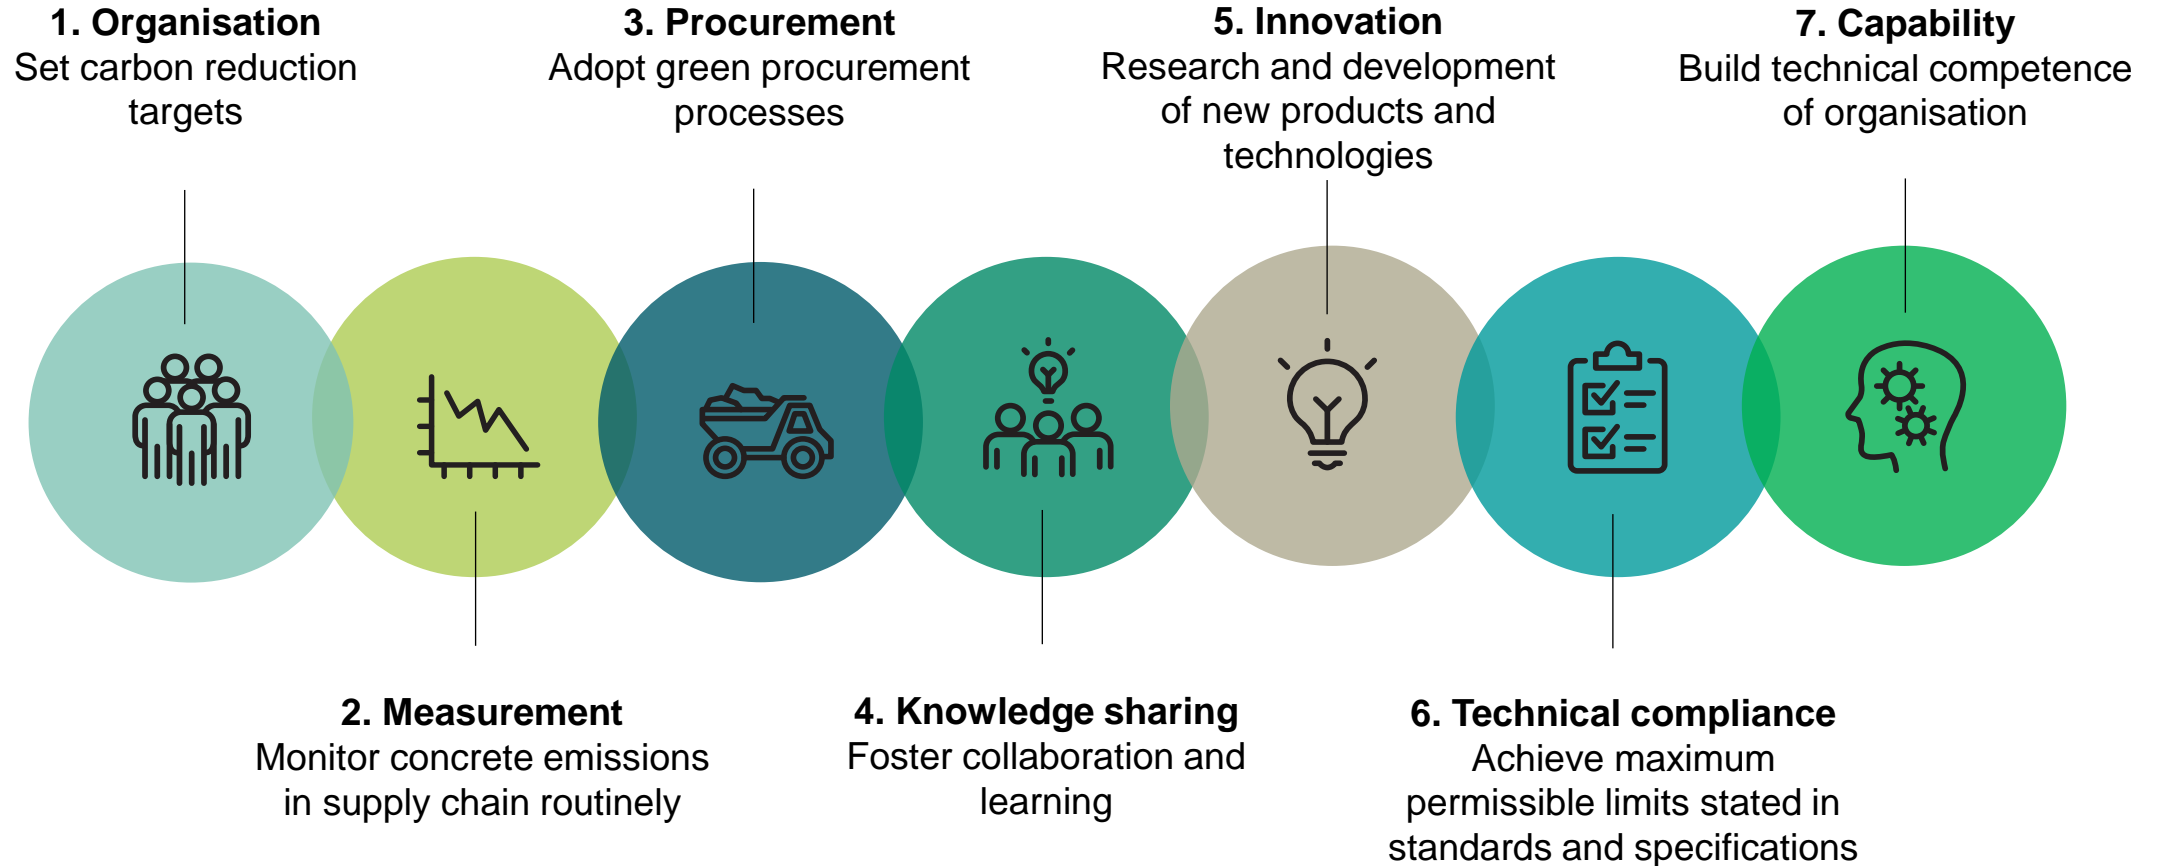 1. Organisation
Set carbon reduction
targets
3. Procurement
Adopt green procurement
processes
5. Innovation
Research and development
of new products and
technologies
7. Capability
Build technical competence
of organisation
2. Measurement
Monitor concrete emissions
in supply chain routinely
4. Knowledge sharing
Foster collaboration and
learning
6. Technical compliance
Achieve maximum
permissible limits stated in
standards and specifications